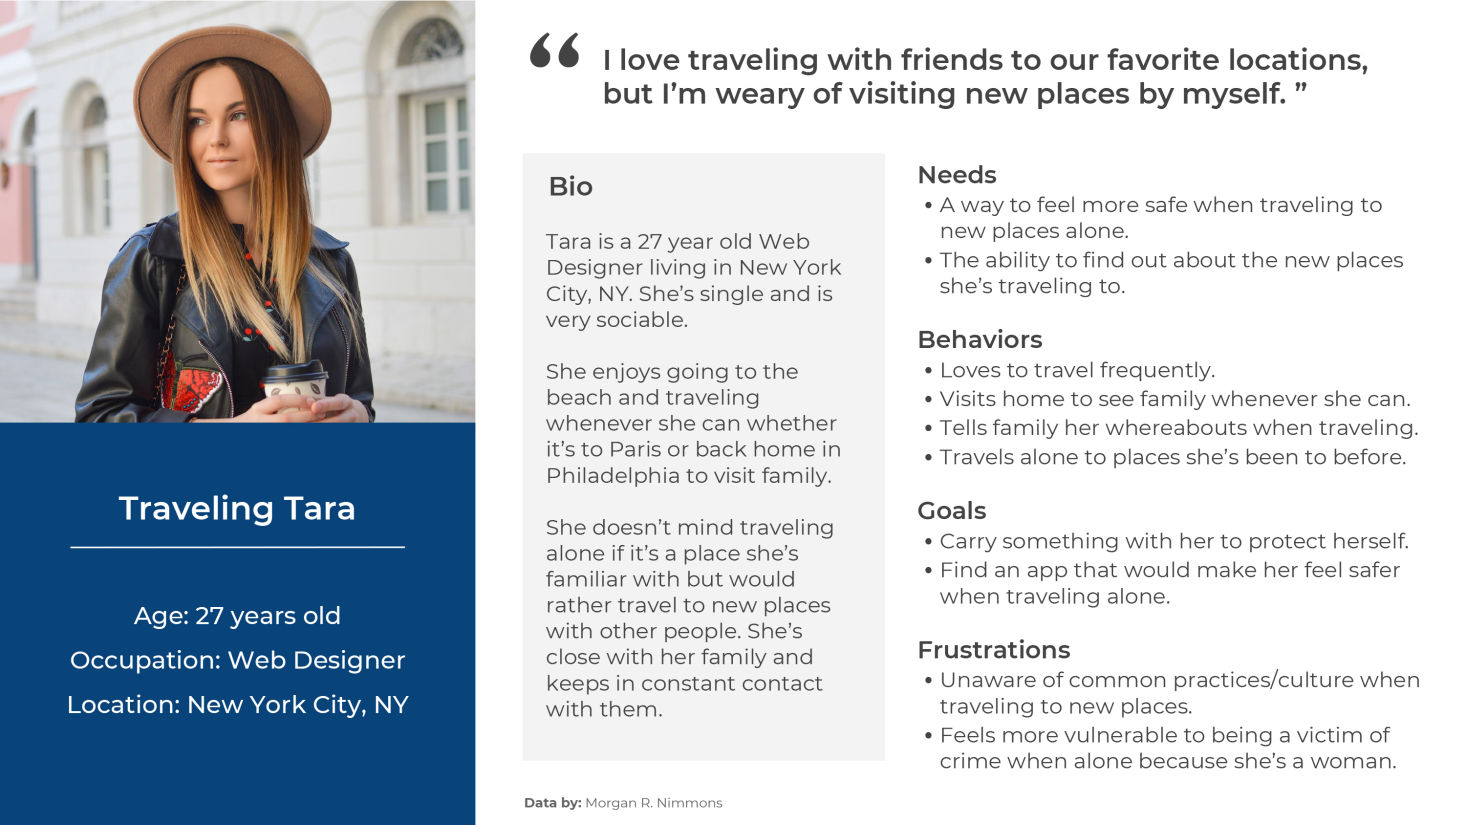 “ I love traveling with friends to our favorite locations,
but I’m weary of visiting new places by myself. ”
Traveling Tara
Age: 27 years old
Occupation: Web Designer
Location: New York City, NY
Bio
Tara is a 27 year old Web
Designer living in New York
City, NY. She’s single and is
very sociable.
She enjoys going to the
beach and traveling
whenever she can whether
it’s to Paris or back home in
Philadelphia to visit family.
She doesn’t mind traveling
alone if it’s a place she’s
familiar with but would
rather travel to new places
with other people. She’s
close with her family and
keeps in constant contact
with them.
Needs
• A way to feel more safe when traveling to
new places alone.
• The ability to find out about the new places
she’s traveling to.
Behaviors
• Loves to travel frequently.
• Visits home to see family whenever she can.
• Tells family her whereabouts when traveling.
• Travels alone to places she’s been to before.
Goals
• Carry something with her to protect herself.
• Find an app that would make her feel safer
when traveling alone.
Frustrations
• Unaware of common practices/culture when
traveling to new places.
• Feels more vulnerable to being a victim of
crime when alone because she’s a woman.
Data by: Morgan R. Nimmons